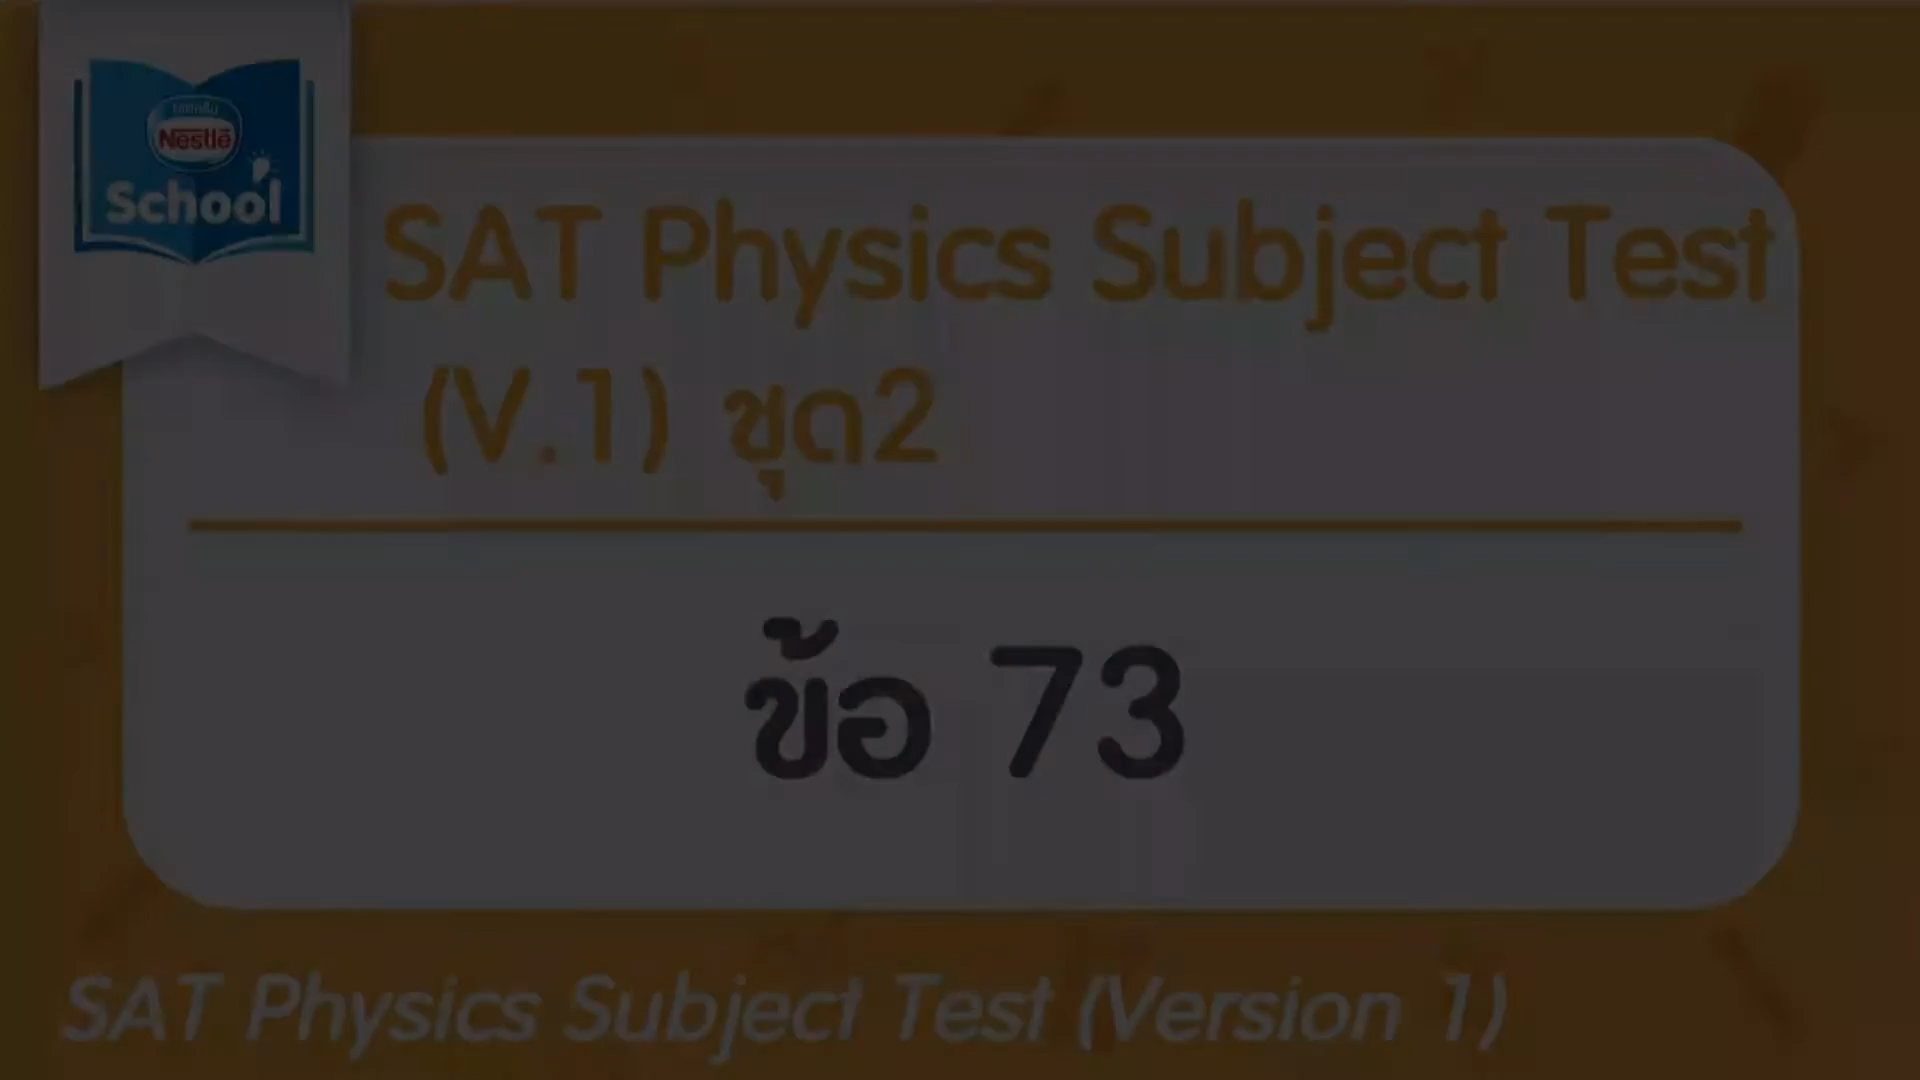 Nestlé
School
SAT Physics Subject Test
(V.1) ชุด2
ข้อ 73
SAT Physics Subject Test (Version 1)